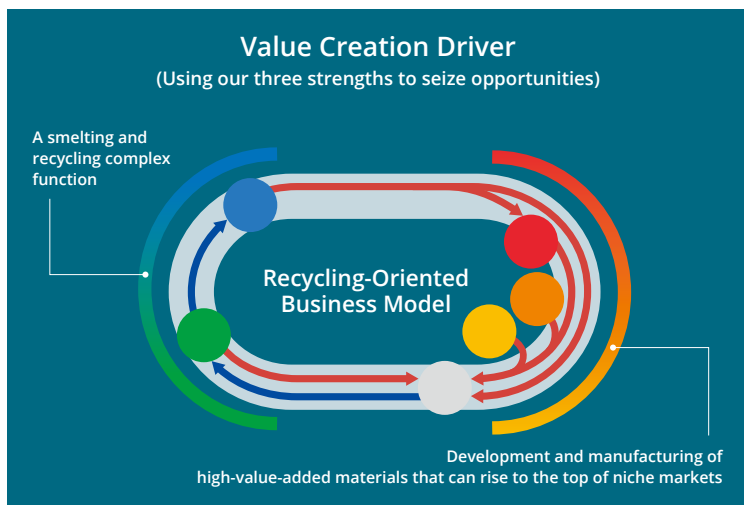 Value Creation Driver
(Using our three strengths to seize opportunities)
A smelting and
recycling complex
function
Recycling-Oriented
Business Model
Development and manufacturing of
high-value-added materials that can rise to the top of niche markets